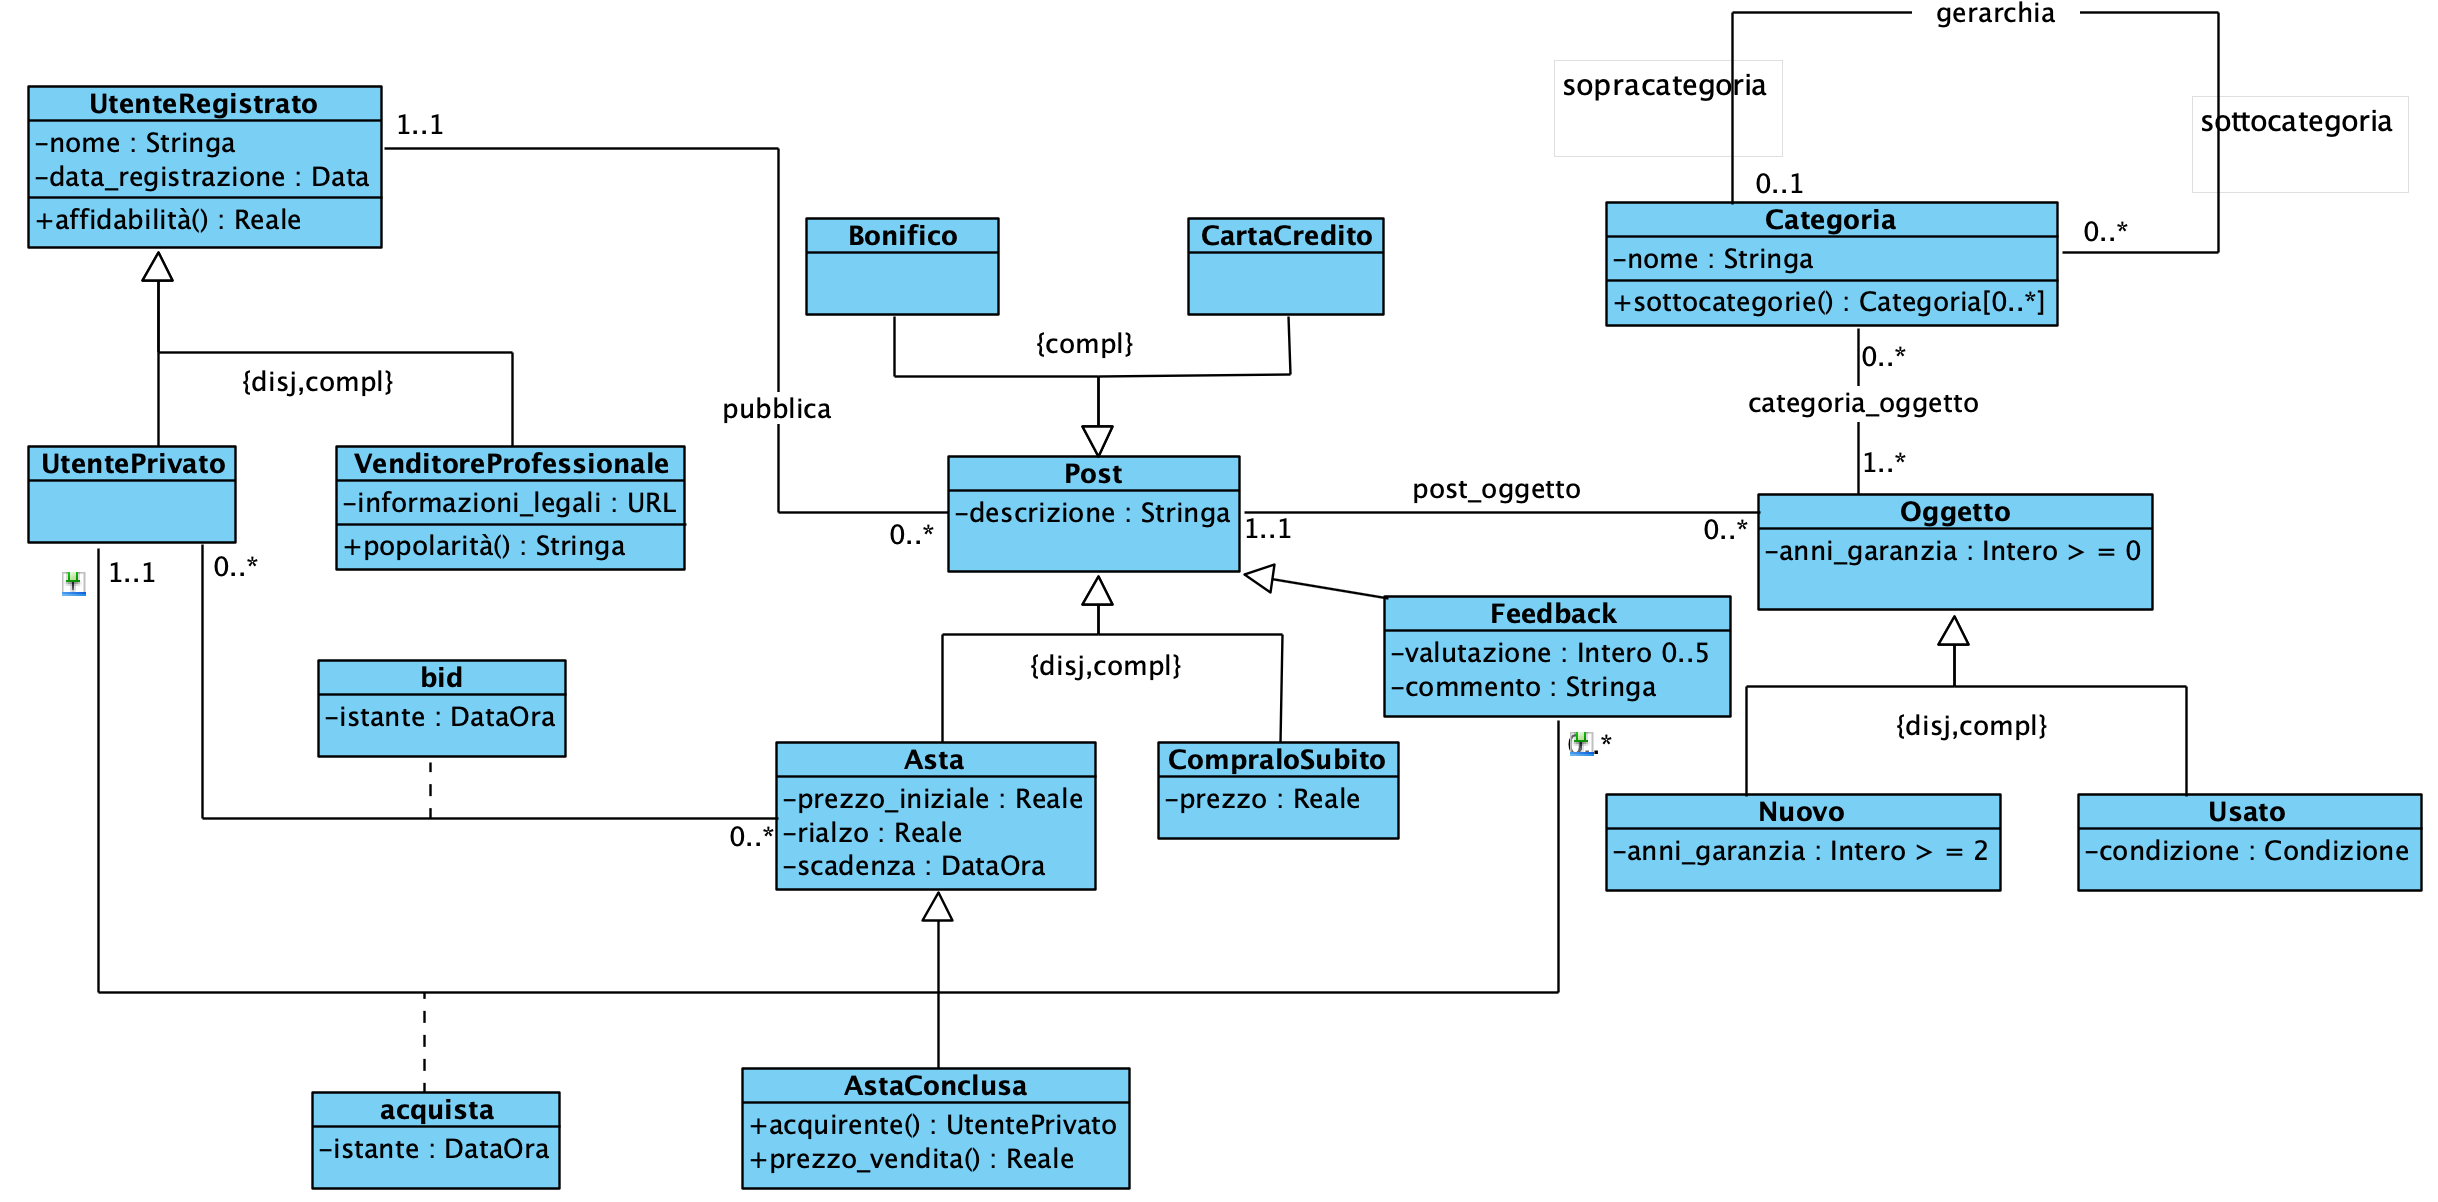 gerarchia
sopracategoria
sottocategoria
UtenteRegistrato
-nome : Stringa
-data_registrazione : Data
+affidabilità() : Reale
1..1
0..1
Categoria
-nome : Stringa
+sottocategorie() : Categoria[0..*]
0..*
Bonifico
CartaCredito
{compl}
{disj,compl}
pubblica
0..*
categoria_oggetto
1..*
UtentePrivato
VenditoreProfessionale
-informazioni_legali : URL
+popolarità() : Stringa
Post
-descrizione : Stringa
post_oggetto
0..*
1..1
0..*
Oggetto
-anni_garanzia : Intero > = 0
1..1
0..*
Feedback
-valutazione : Intero 0..5
-commento : Stringa
{disj,compl}
{disj,compl}
bid
-istante : DataOra
0..*
Asta
-prezzo_iniziale : Reale
-rialzo : Reale
-scadenza : DataOra
0..*
CompraloSubito
-prezzo : Reale
Nuovo
-anni_garanzia : Intero > = 2
Usato
-condizione : Condizione
acquista
-istante : DataOra
AstaConclusa
+acquirente() : UtentePrivato
+prezzo_vendita() : Reale